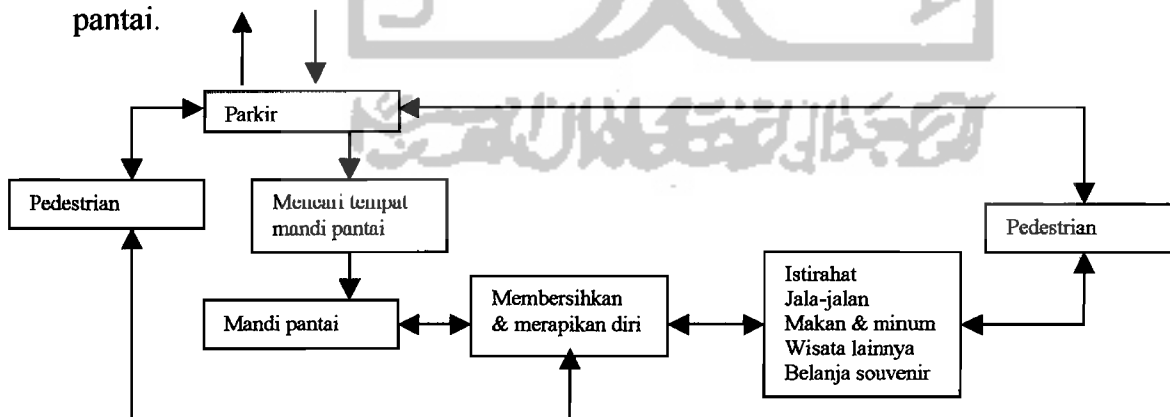 pantai.
Parkir
Pedestrian
Mencari tempat
mandi pantai
Pedestrian
Mandi pantai
Membersihkan
& merapikan diri
Istirahat
Jala-jalan
Makan & minum
Wisata lainnya
Belanja souvenir